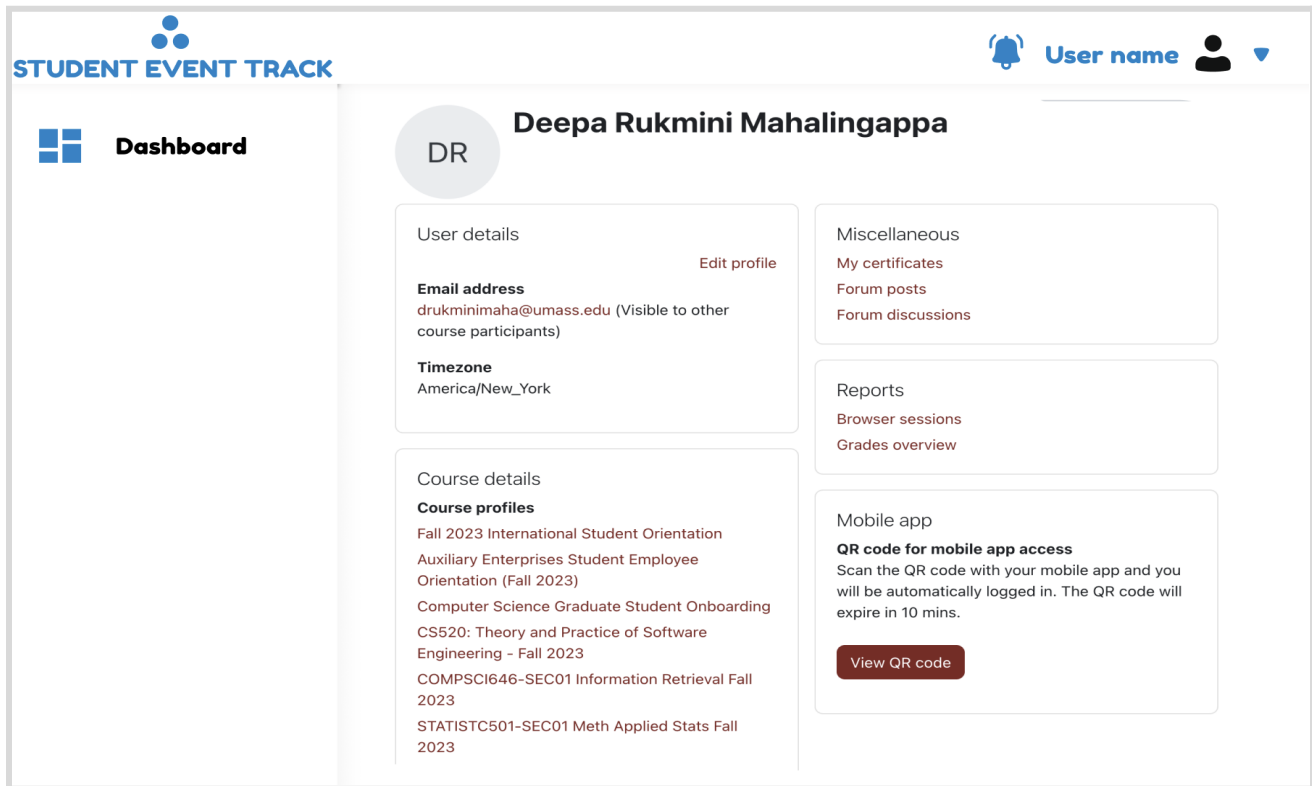 STUDENT EVENT TRACK
User name
Dashboard
DR
Deepa Rukmini Mahalingappa
User details
Edit profile
Email address
drukminimaha@umass.edu (Visible to other
course participants)
Timezone
America/New_York
Course details
Course profiles
Fall 2023 International Student Orientation
Auxiliary Enterprises Student Employee
Orientation (Fall 2023)
Computer Science Graduate Student Onboarding
CS520: Theory and Practice of Software
Engineering - Fall 2023
COMPSCI646-SEC01 Information Retrieval Fall
2023
STATISTC501-SEC01 Meth Applied Stats Fall
2023
Miscellaneous
My certificates
Forum posts
Forum discussions
Reports
Browser sessions
Grades overview
Mobile app
QR code for mobile app access
Scan the QR code with your mobile app and you
will be automatically logged in. The QR code will
expire in 10 mins.
View QR code